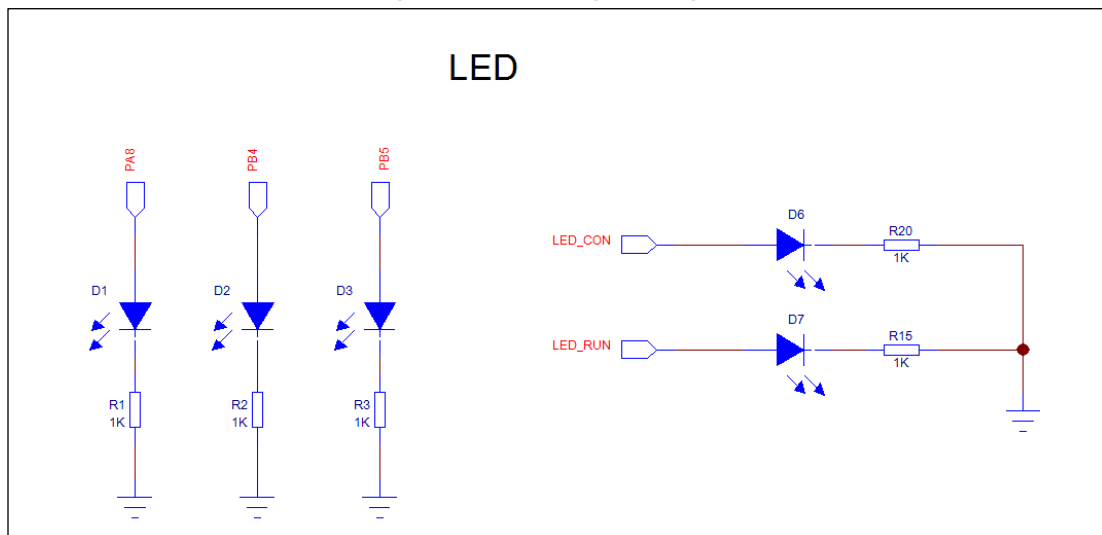 LED
PA8
PB4
PB5
D1
D2
D3
R1
1K
R2
1K
R3
1K
LED_CON
D6
R20
1K
LED_RUN
D7
R15
1K